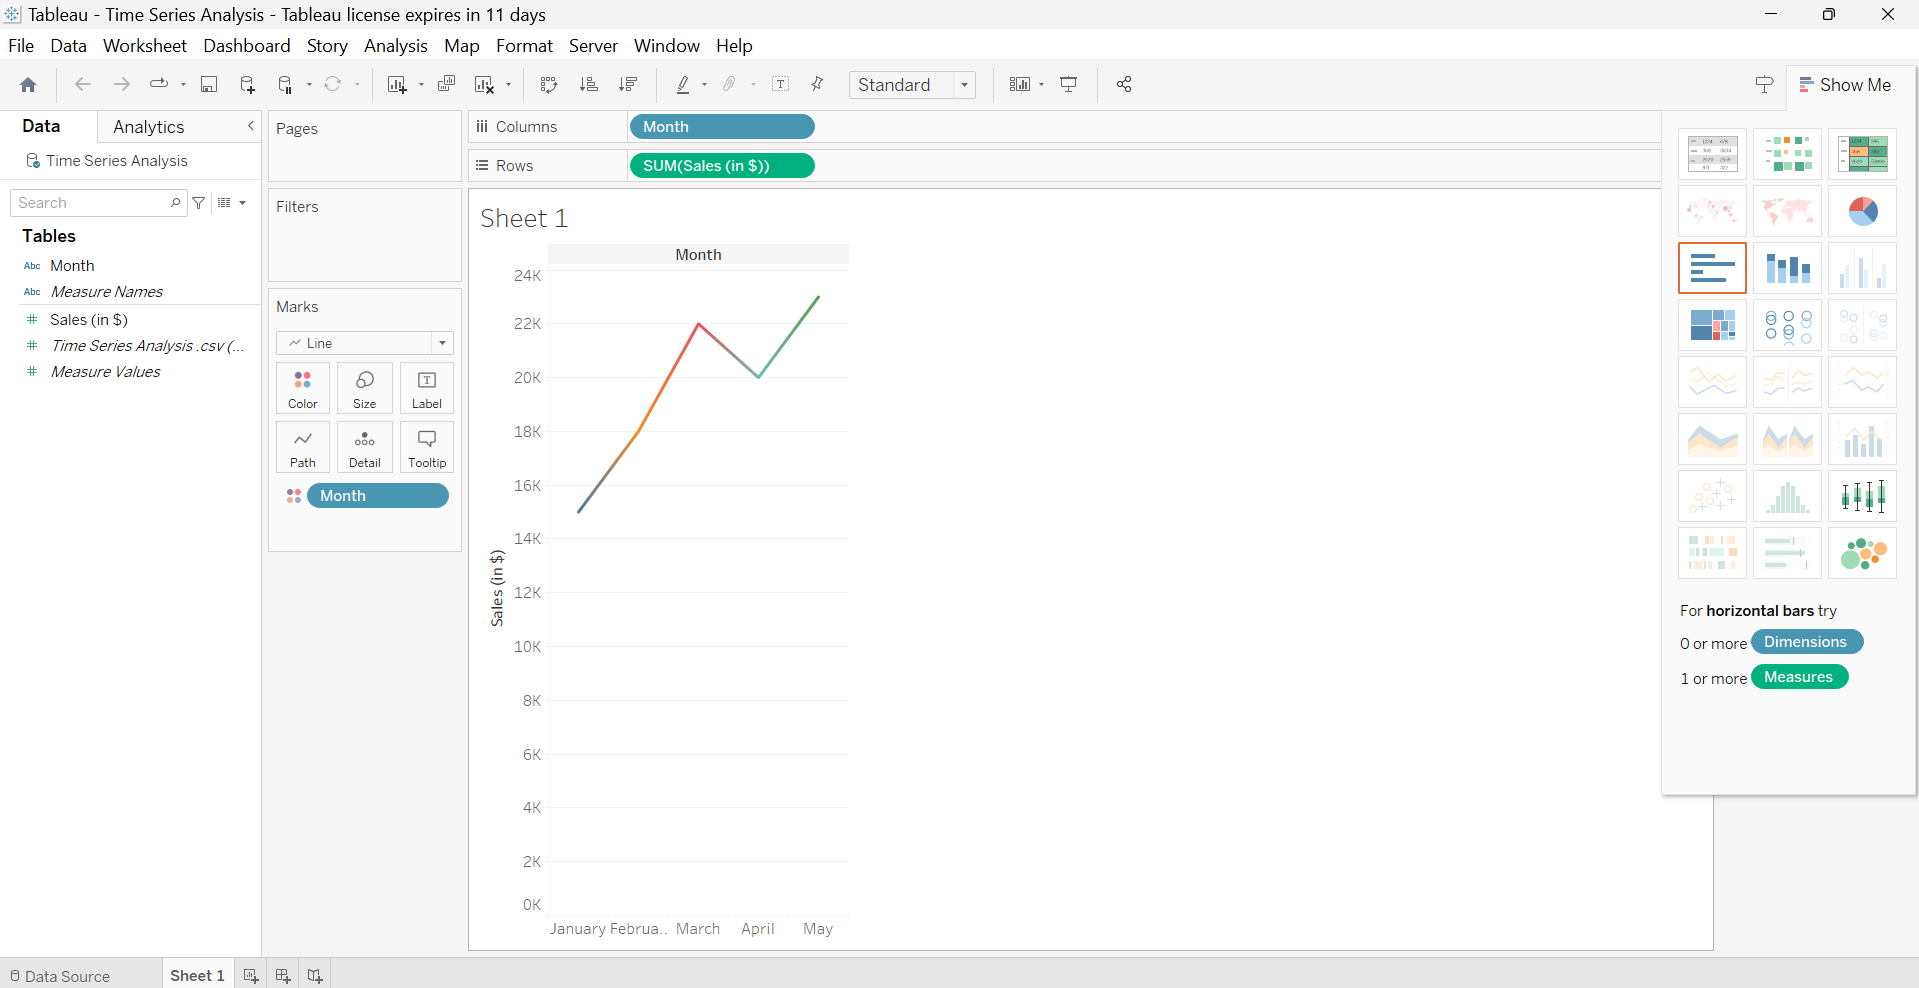 Tableau - Time Series Analysis - Tableau license expires in 11 days
File Data Worksheet Dashboard Story Analysis Map Format Server Window Help
Standard
Show Me
Data Analytics
Time Series Analysis
Search
Tables
Abc Month
Abc Measure Names
Sales (in $)
Time Series Analysis .csv (...
Measure Values
Pages
Filters
Marks
Line
Color Size Label
Path Detail Tooltip
Month
Columns Month
Rows SUM(Sales (in $))
Sheet 1
Month
24K
22K
20K
18K
16K
14K
12K
10K
8K
6K
4K
2K
0K
Sales (in $)
January Februa.. March April May
For horizontal bars try
0 or more Dimensions
1 or more Measures
Data Source Sheet 1